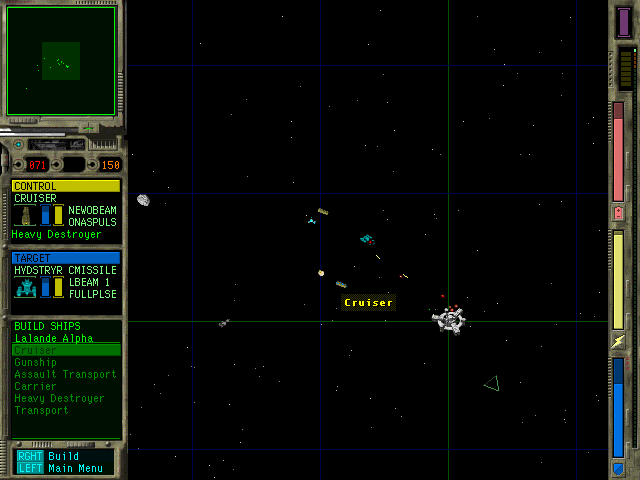 071 150
CONTROL
CRUISER
NEWOBEAM
ONASPULS
Heavy Destroyer
TARGET
HVDSTRYR CMISSILE
LBEAM 1
FULLPLSE
BUILD SHIPS
Lalande Alpha
Cruiser
Gunship
Assault Transport
Carrier
Heavy Destroyer
Transport
RGHT Build
LEFT Main Menu
Cruiser